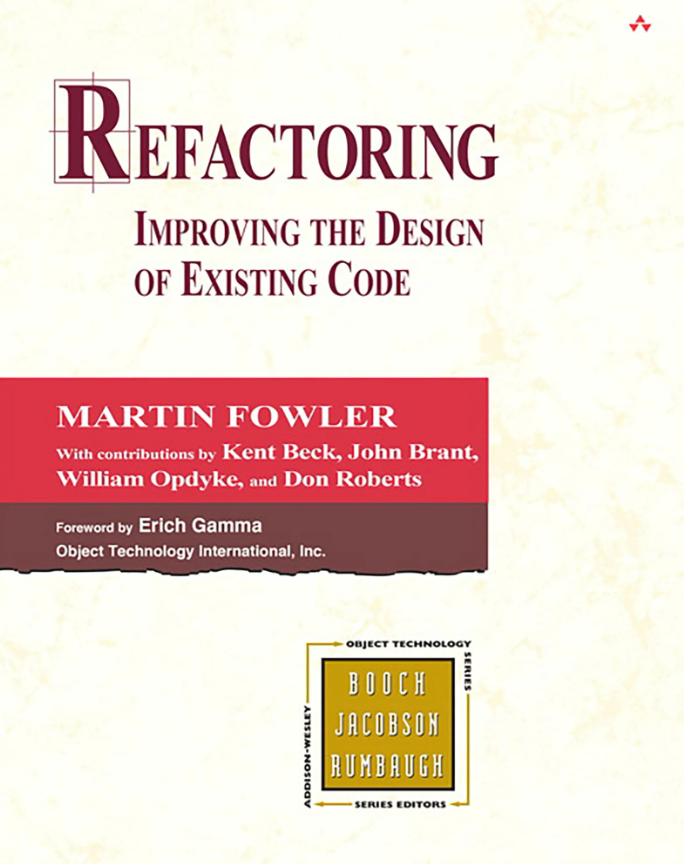 REFACTORING
IMPROVING THE DESIGN
OF EXISTING CODE
MARTIN FOWLER
With contributions by Kent Beck, John Brant,
William Opdyke, and Don Roberts
Foreword by Erich Gamma
Object Technology International, Inc.
OBJECT TECHNOLOGY
SERIES
BOOCH
JACOBSON
RUMBAUGH
ADDISON-WESLEY
SERIES EDITORS